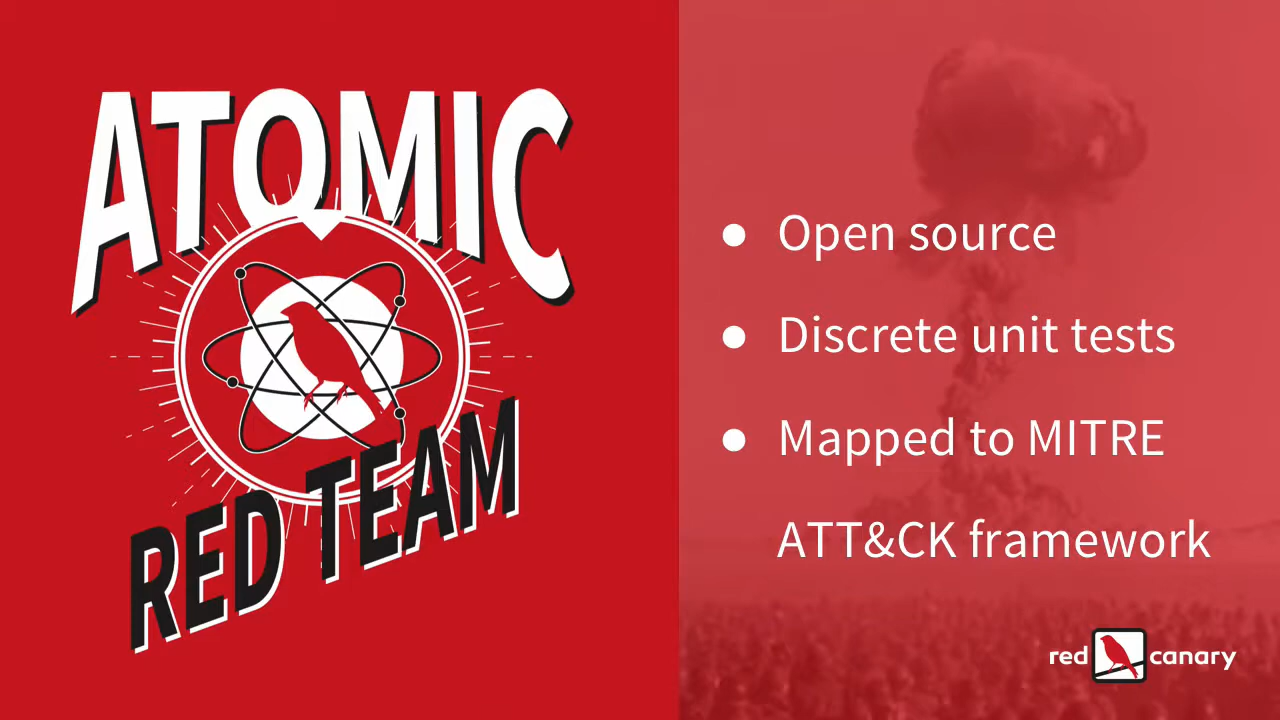 ATOMIC
RED TEAM
● Open source
● Discrete unit tests
● Mapped to MITRE
ATT&CK framework
red canary